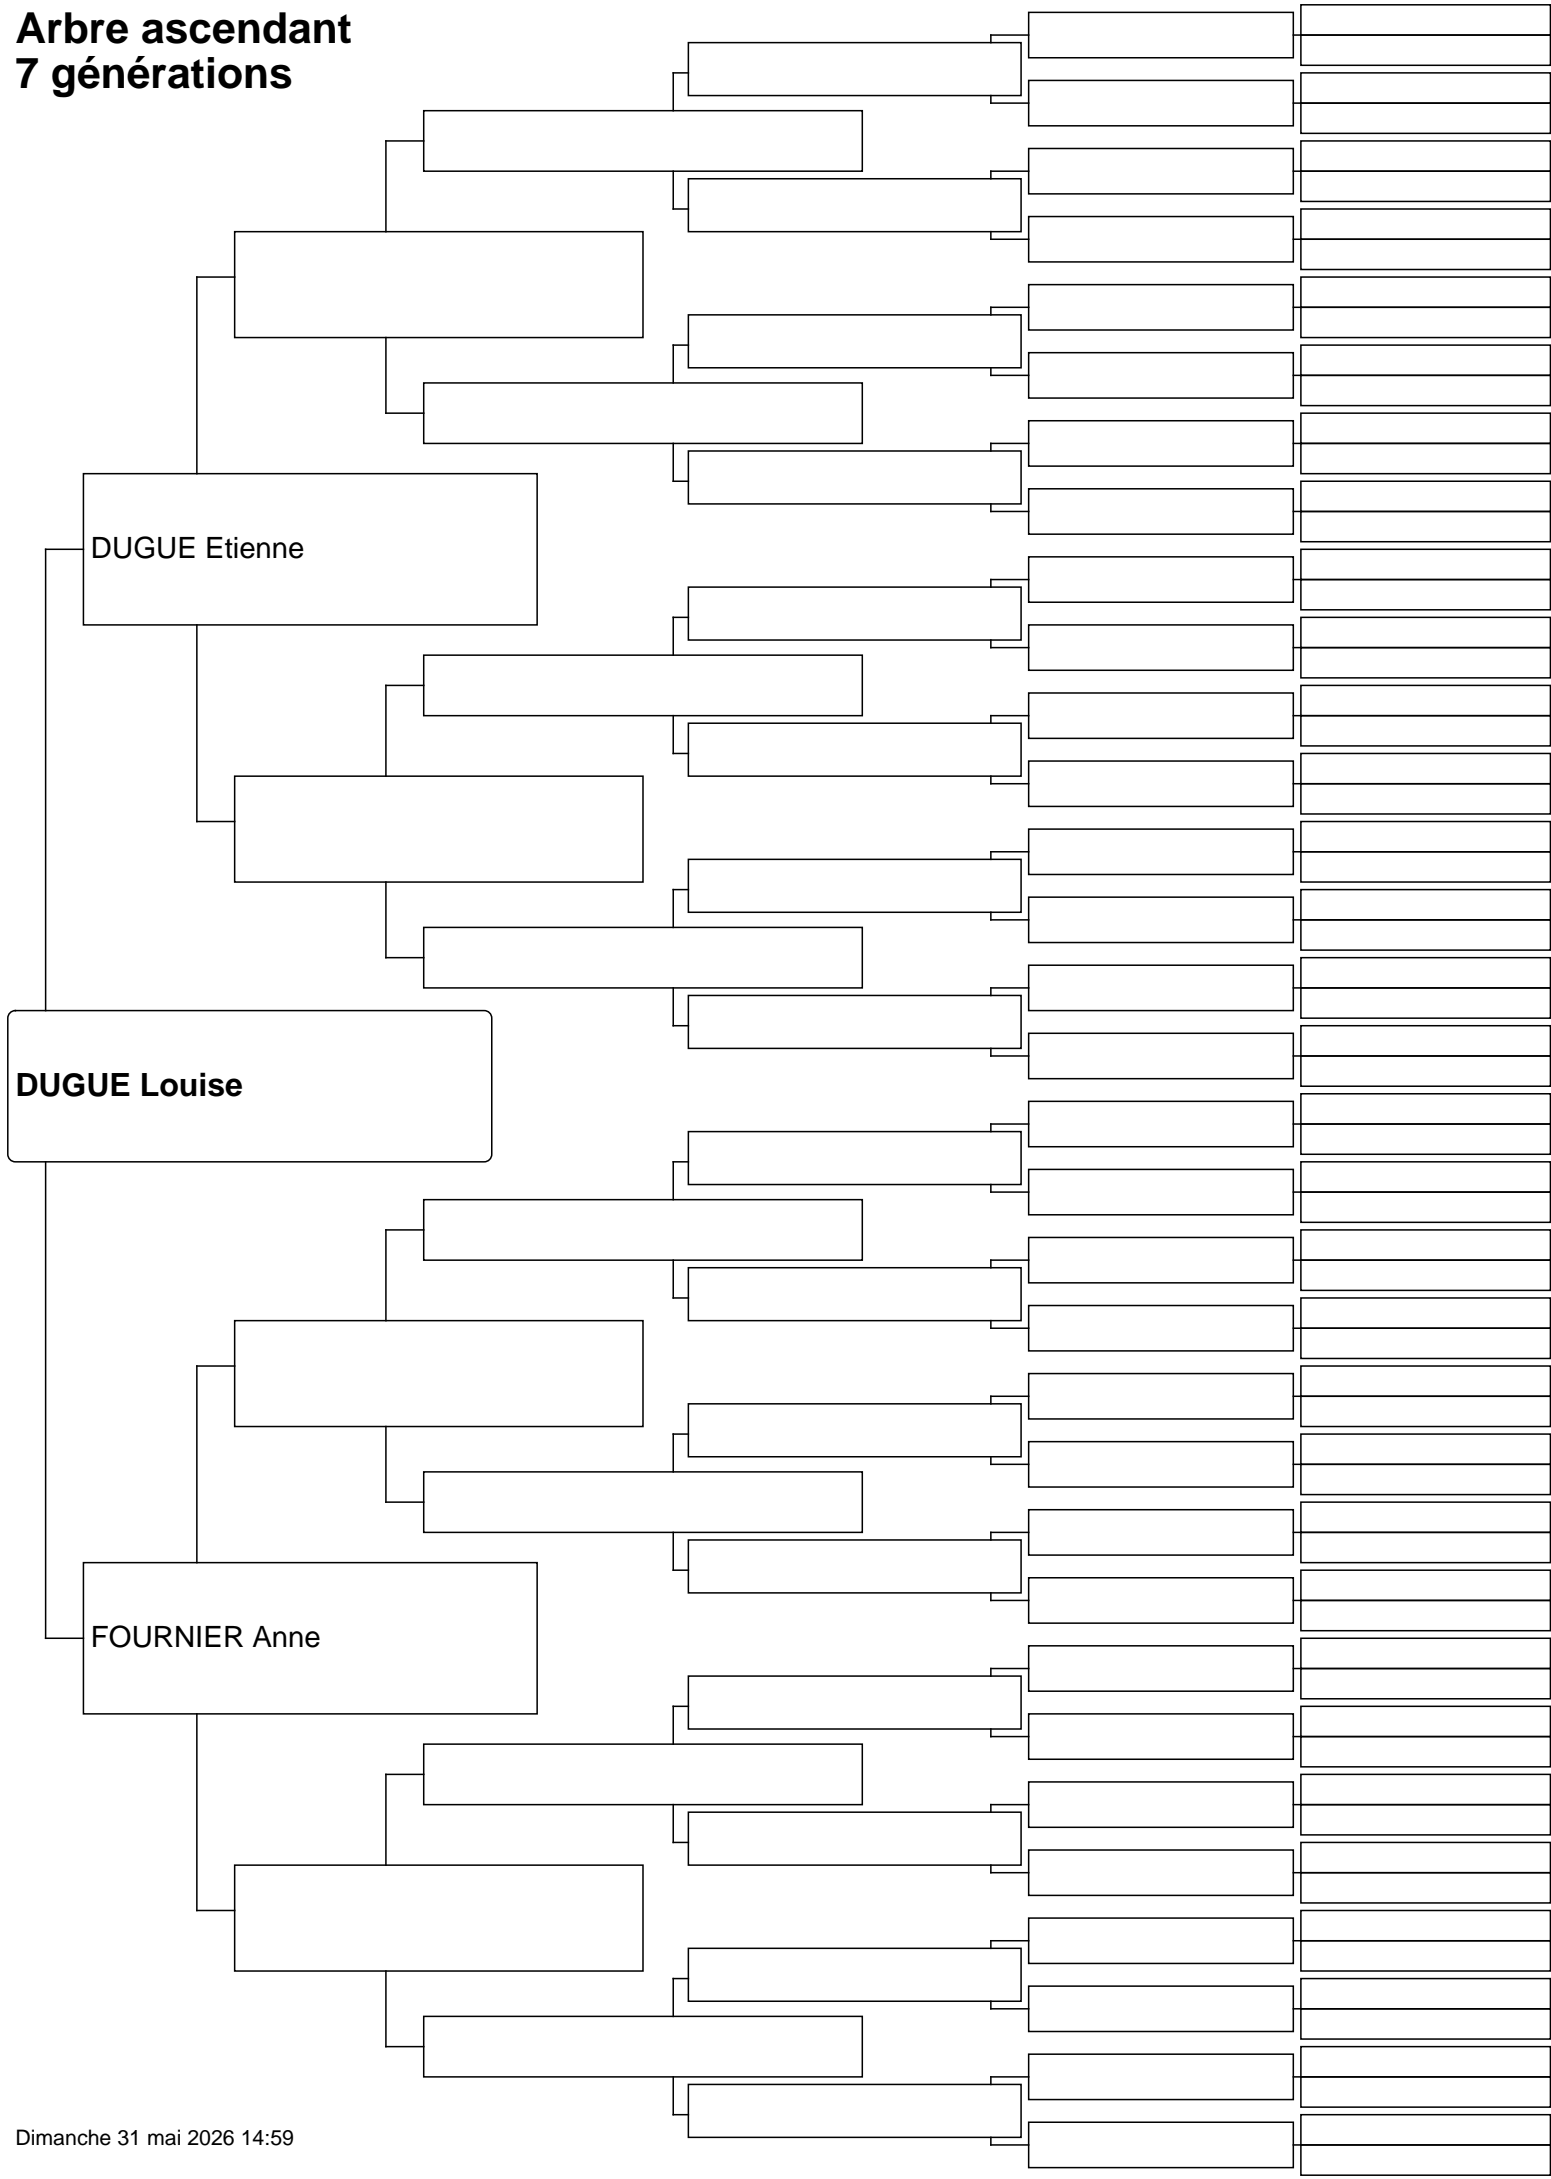 Arbre ascendant
7 générations
DUGUE Etienne
DUGUE Louise
FOURNIER Anne
Dimanche 31 mai 2026 14:59